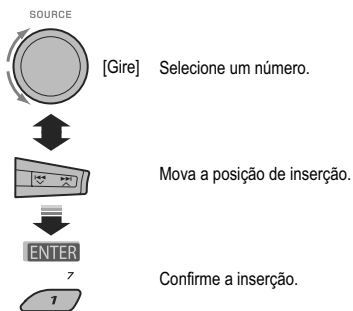 SOURCE
[Gire] Selecione um número.
Mova a posição de inserção.
ENTER
7
1
Confirme a inserção.